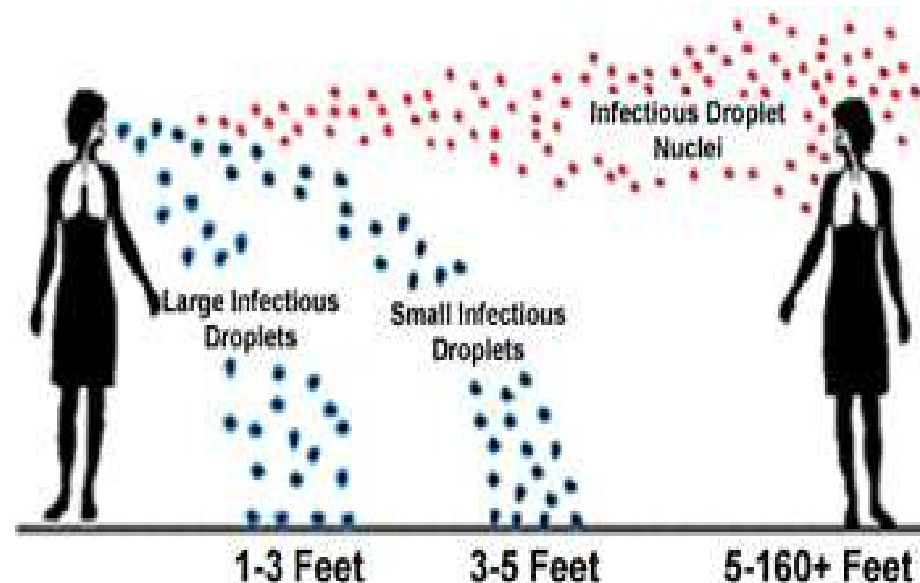 Infectious Droplet
Nuclei
Large Infectious
Droplets
Small Infectious
Droplets
1-3 Feet
3-5 Feet
5-160+ Feet